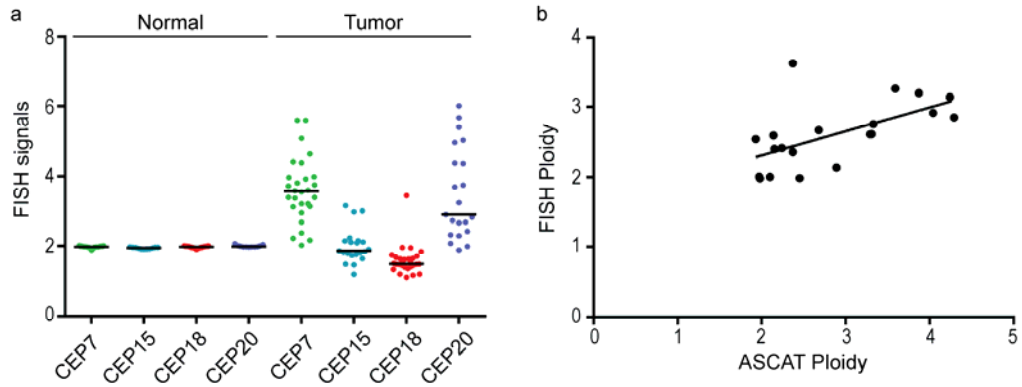 a
Normal Tumor
FISH signals
8
6
4
2
0
CEP7 CEP15 CEP18 CEP20 CEP7 CEP15 CEP18 CEP20
b
FISH Ploidy
4
3
2
1
0
0 1 2 3 4 5
ASCAT Ploidy